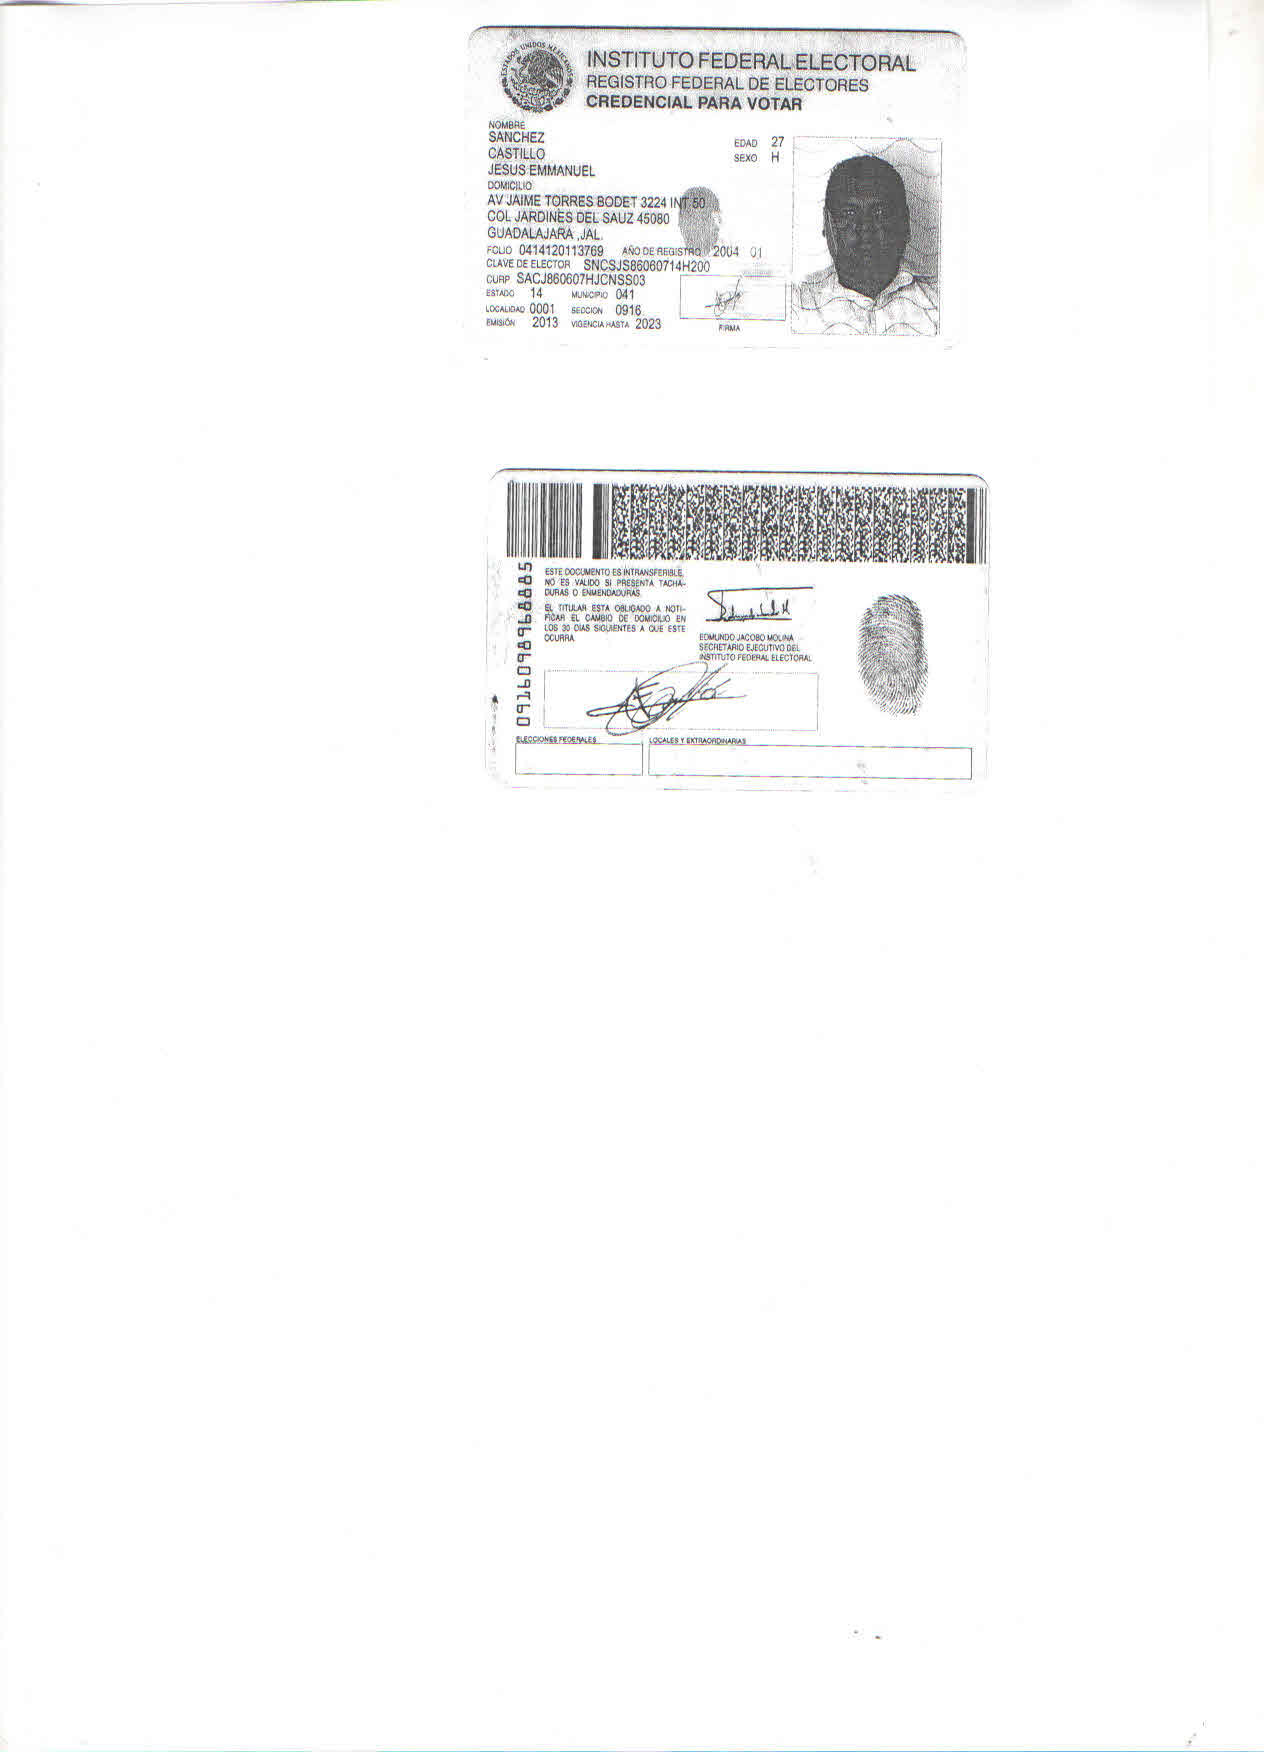 ESTADOS UNIDOS MEXICANOS
INSTITUTO FEDERAL ELECTORAL
REGISTRO FEDERAL DE ELECTORES
CREDENCIAL PARA VOTAR
NOMBRE
SANCHEZ
CASTILLO
JESUS EMMANUEL
EDAD 27
SEXO H
DOMICILIO
AV JAIME TORRES BODET 3224 INT 50
COL JARDINES DEL SAUZ 45080
GUADALAJARA ,JAL.
FOLIO 0414120113769 AÑO DE REGISTRO 2004 01
CLAVE DE ELECTOR SNCSJS86060714H200
CURP SACJ860607HJCNSS03
ESTADO 14 MUNICIPIO 041
LOCALIDAD 0001 SECCION 0916
EMISIÓN 2013 VIGENCIA HASTA 2023
FIRMA
ESTE DOCUMENTO ES INTRANSFERIBLE,
NO ES VALIDO SI PRESENTA TACHA-
DURAS O ENMENDADURAS.
EL TITULAR ESTA OBLIGADO A NOTI-
FICAR EL CAMBIO DE DOMICILIO EN
LOS 30 DIAS SIGUIENTES A QUE ESTE
OCURRA.
EDMUNDO JACOBO MOLINA
SECRETARIO EJECUTIVO DEL
INSTITUTO FEDERAL ELECTORAL
ELECCIONES FEDERALES
LOCALES Y EXTRAORDINARIAS